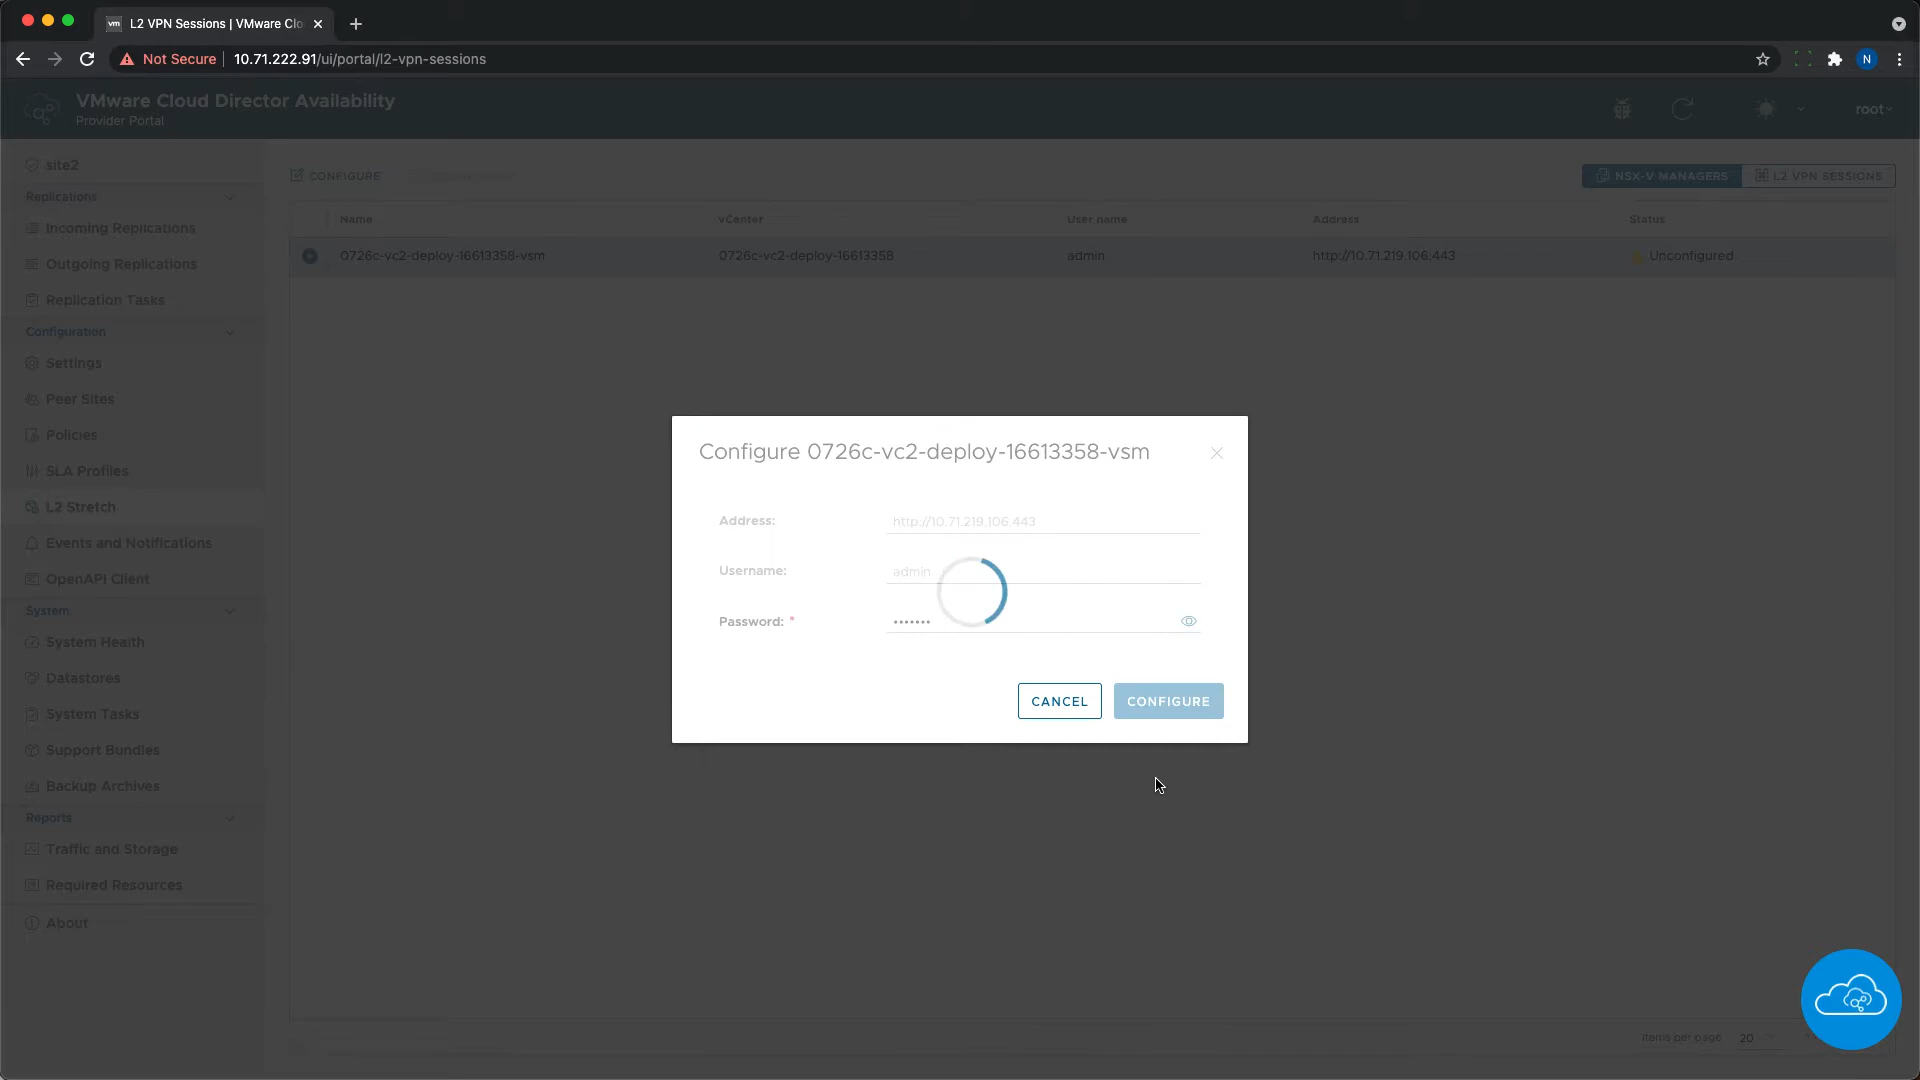 vm L2 VPN Sessions | VMware Clo
Not Secure 10.71.222.91/ui/portal/l2-vpn-sessions
N
VMware Cloud Director Availability
Provider Portal
root
site2
Replications
Incoming Replications
Outgoing Replications
Replication Tasks
Configuration
Settings
Peer Sites
Policies
SLA Profiles
L2 Stretch
Events and Notifications
OpenAPI Client
System
System Health
Datastores
System Tasks
Support Bundles
Backup Archives
Reports
Traffic and Storage
Required Resources
About
CONFIGURE
NSX-V MANAGERS
L2 VPN SESSIONS
Name vCenter User name Address Status
0726c-vc2-deploy-16613358-vsm 0726c-vc2-deploy-16613358 admin http://10.71.219.106:443 Unconfigured
Configure 0726c-vc2-deploy-16613358-vsm
Address: http://10.71.219.106:443
Username: admin
Password: * •••••••
CANCEL CONFIGURE
Items per page 20